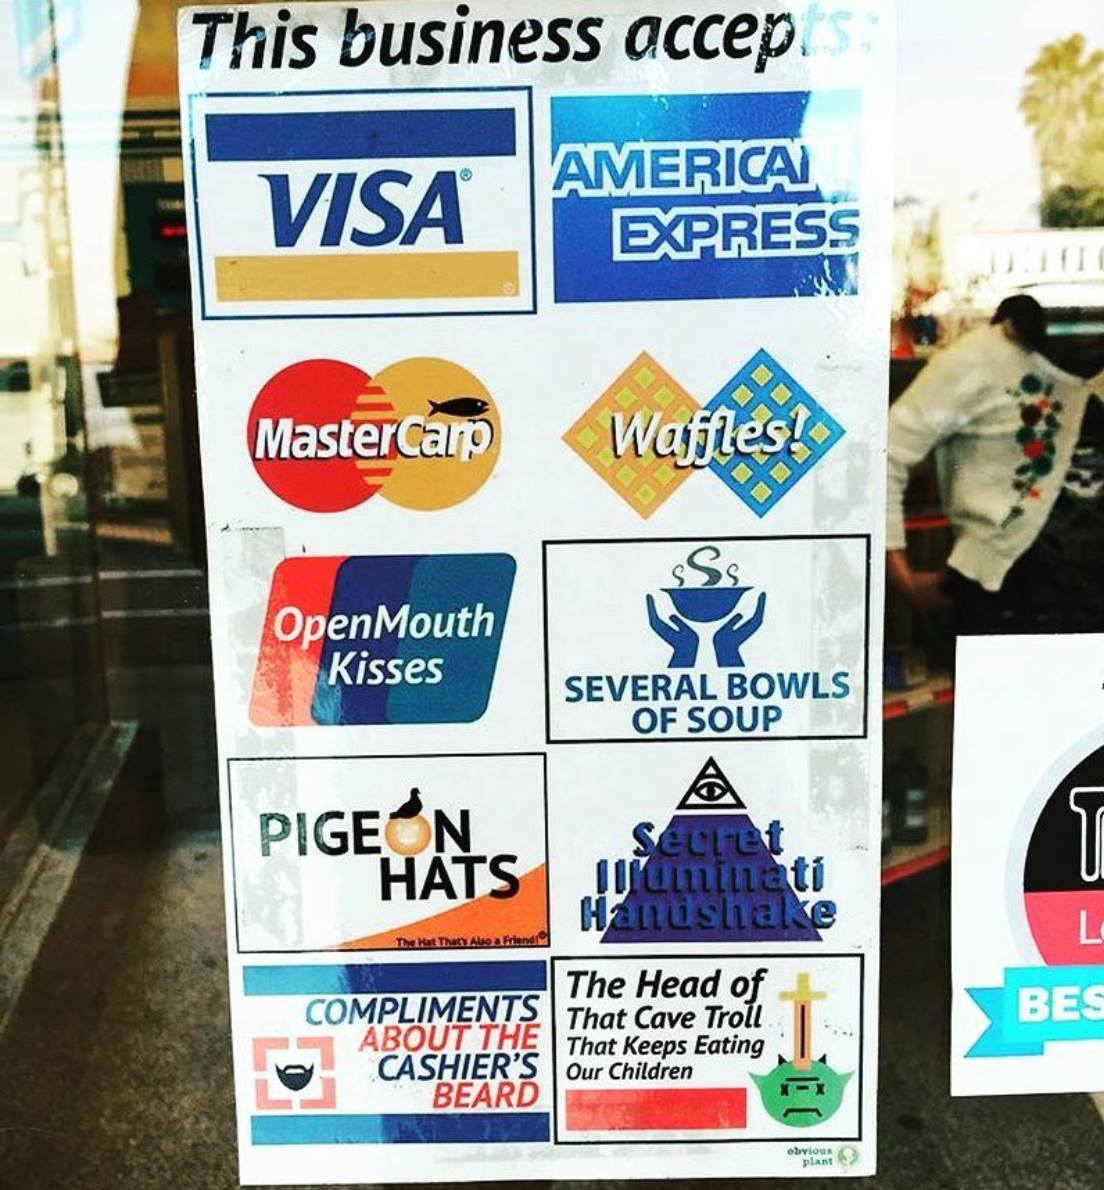 This business accepts:
VISA
AMERICAN
EXPRESS
MasterCarp
Waffles!
OpenMouth
Kisses
SEVERAL BOWLS
OF SOUP
PIGEON
HATS
The Hat That's Also a Friend!®
Secret
Illuminati
Handshake
COMPLIMENTS
ABOUT THE
CASHIER'S
BEARD
The Head of
That Cave Troll
That Keeps Eating
Our Children
obvious
plant
BES